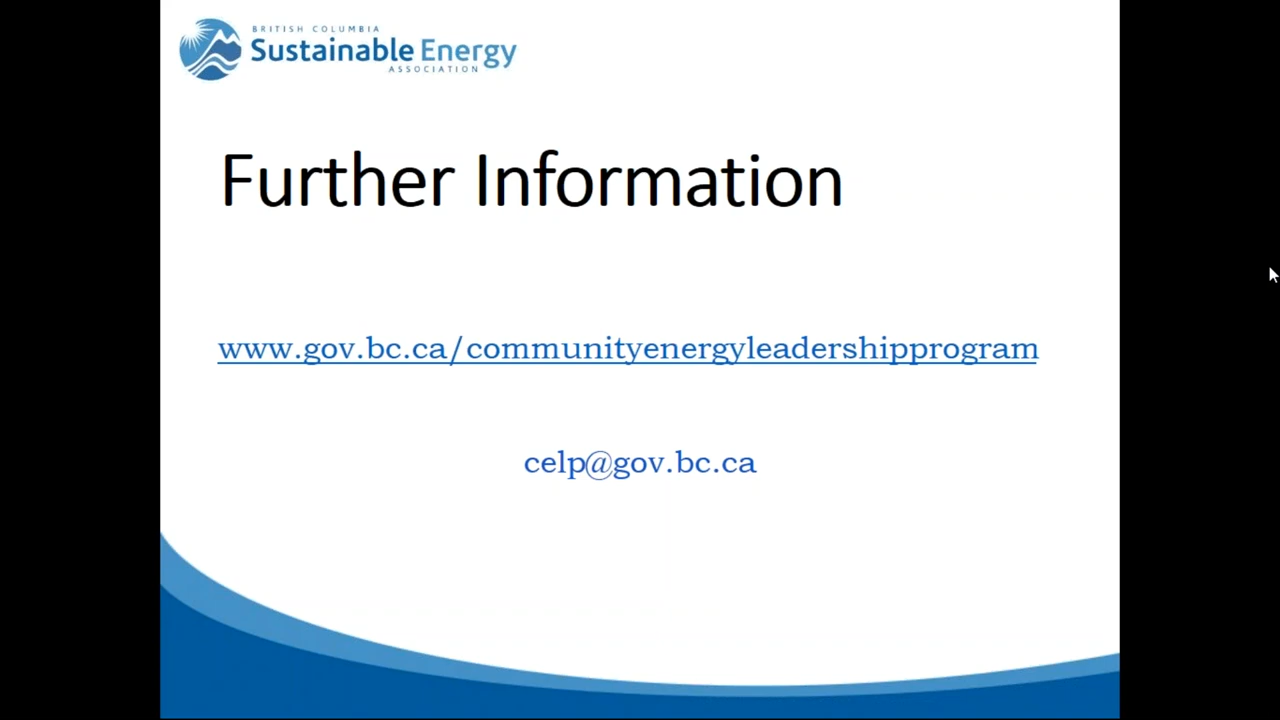 BRITISH COLUMBIA
Sustainable Energy
ASSOCIATION
Further Information
www.gov.bc.ca/communityenergyleadershipprogram
celp@gov.bc.ca